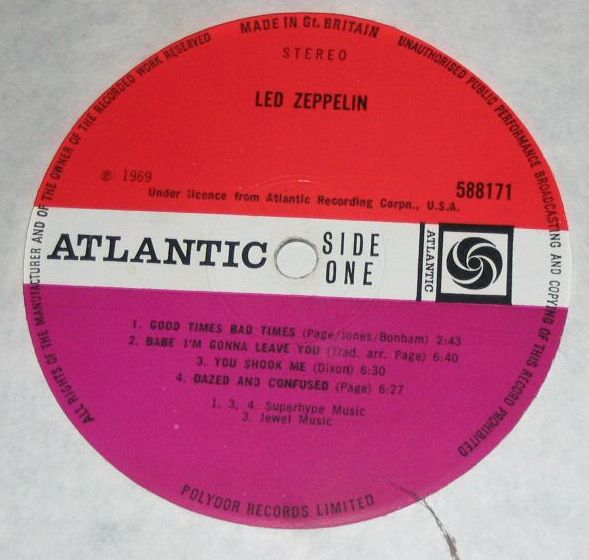 ALL RIGHTS OF THE MANUFACTURER AND OF THE OWNER OF THE RECORDED WORK RESERVED
MADE IN Gt. BRITAIN
UNAUTHORISED PUBLIC PERFORMANCE BROADCASTING AND COPYING OF THIS RECORD PROHIBITED
STEREO
LED ZEPPELIN
℗ 1969
588171
Under licence from Atlantic Recording Corpn., U.S.A.
ATLANTIC
SIDE
ONE
ATLANTIC
1. GOOD TIMES BAD TIMES (Page/Jones/Bonham) 2:43
2. BABE I'M GONNA LEAVE YOU (Trad. arr. Page) 6:40
3. YOU SHOOK ME (Dixon) 6:30
4. DAZED AND CONFUSED (Page) 6:27
1, 3, 4. Superhype Music
3. Jewel Music
POLYDOR RECORDS LIMITED